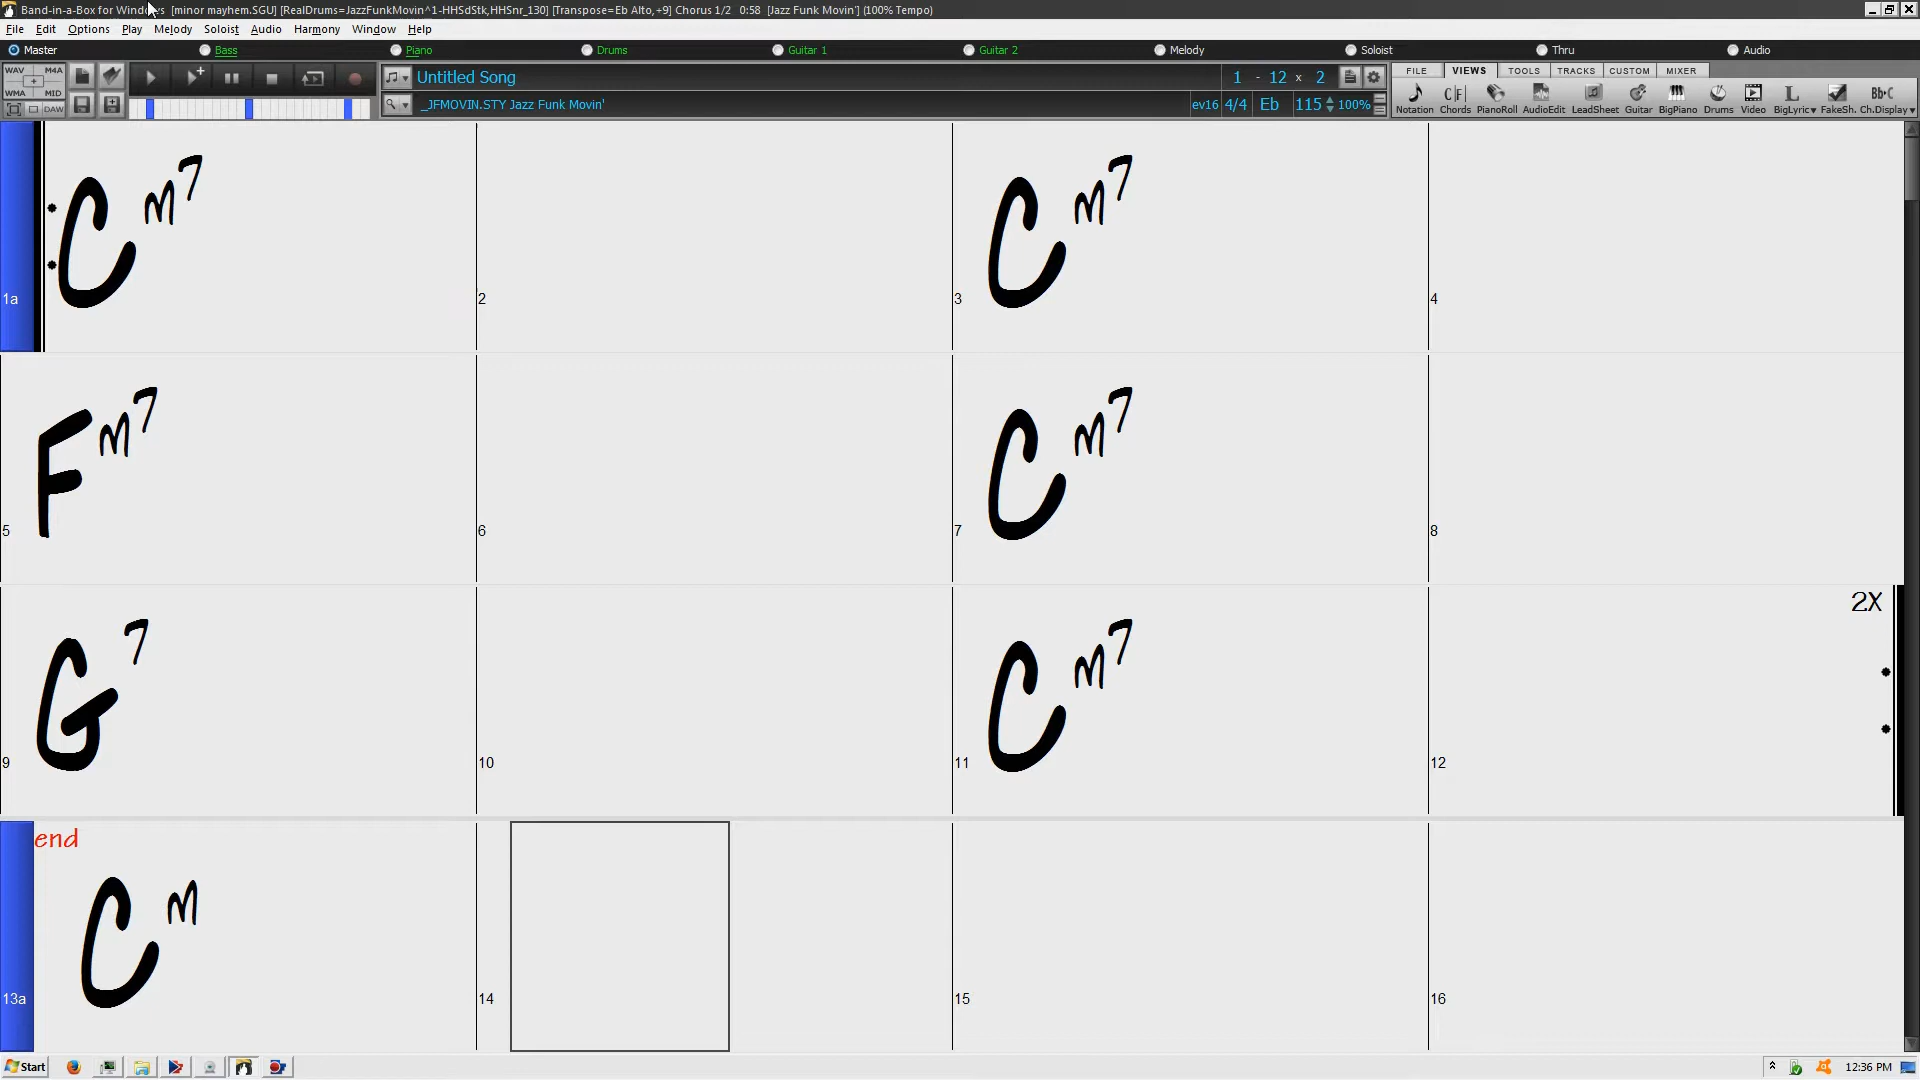 Band-in-a-Box for Windows [minor mayhem.SGU] [RealDrums=JazzFunkMovin'^1-HHSdStk,HHSnr_130] [Transpose=Eb Alto,+9] Chorus 1/2 0:58 [Jazz Funk Movin'] (100% Tempo)
File Edit Options Play Melody Soloist Audio Harmony Window Help
Master Bass Piano Drums Guitar 1 Guitar 2 Melody Soloist Thru Audio
WAV M4A
WMA MID
DAW
Untitled Song 1 - 12 x 2
_JFMOVIN.STY Jazz Funk Movin' ev16 4/4 Eb 115 100%
FILE VIEWS TOOLS TRACKS CUSTOM MIXER
Notation Chords PianoRoll AudioEdit LeadSheet Guitar BigPiano Drums Video BigLyric FakeSh. Ch.Display
Cm7 Cm7
1a 2 3 4
Fm7 Cm7
5 6 7 8
2X
G7 Cm7
9 10 11 12
end
Cm
13a 14 15 16
Start 12:36 PM